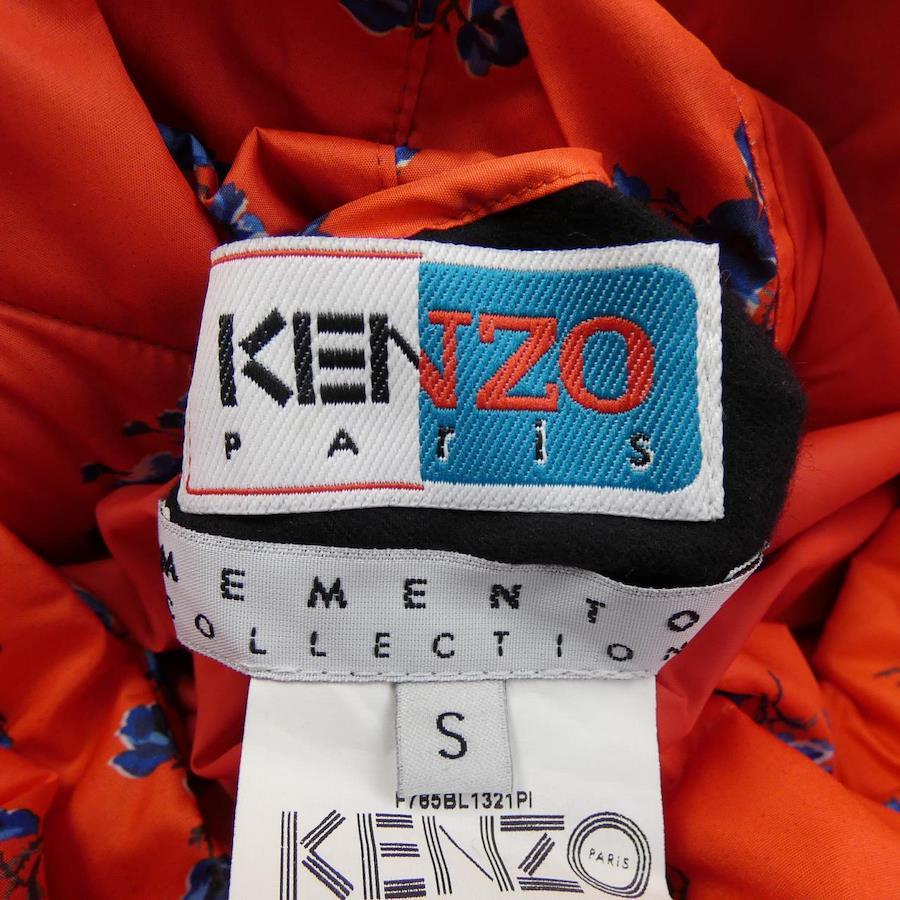 KENZO
PARiS
MEMENTO
COLLECTION
S
F765BL1321PI
KENZO
PARiS